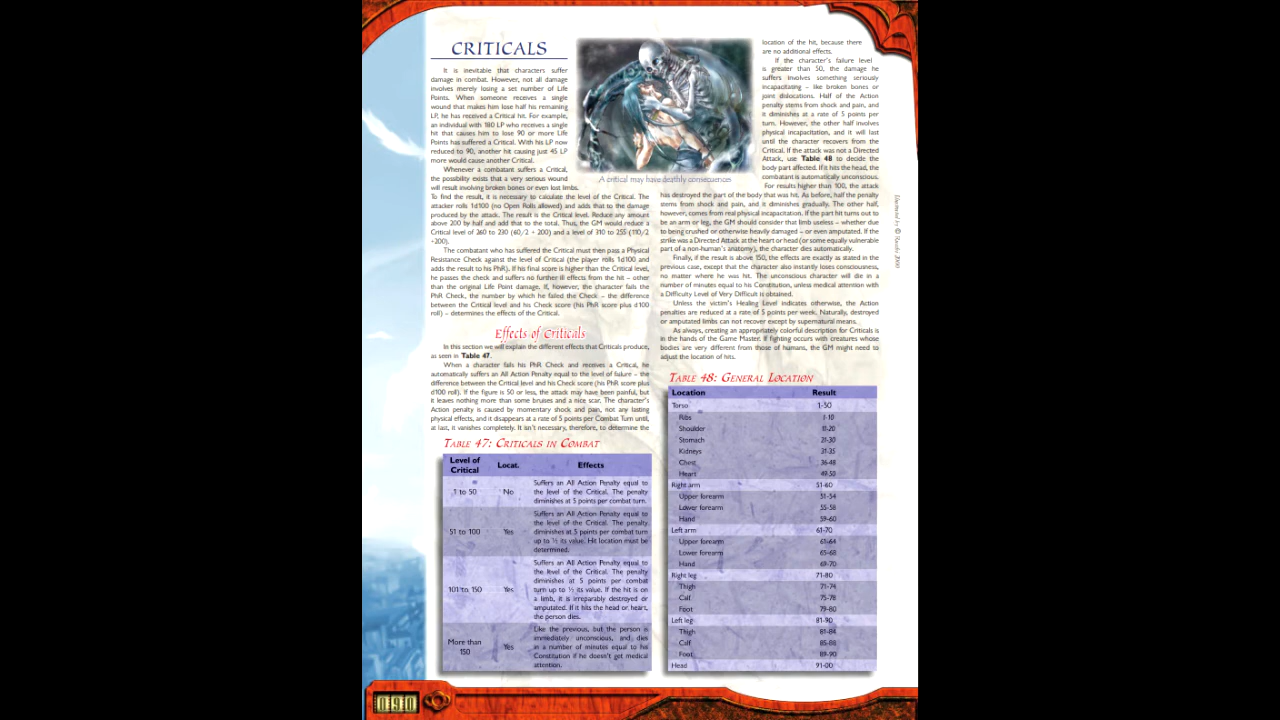 CRITICALS
It is inevitable that characters suffer
damage in combat. However, not all damage
involves merely losing a set number of Life
Points. When someone receives a single
wound that makes him lose half his remaining
LP, he has received a Critical hit. For example,
an individual with 180 LP who receives a single
hit that causes him to lose 90 or more Life
Points has suffered a Critical. With his LP now
reduced to 90, another hit causing just 45 LP
more would cause another Critical.
Whenever a combatant suffers a Critical,
the possibility exists that a very serious wound
will result involving broken bones or even lost limbs.
To find the result, it is necessary to calculate the level of the Critical. The
attacker rolls 1d100 (no Open Rolls allowed) and adds that to the damage
produced by the attack. The result is the Critical level. Reduce any amount
above 200 by half and add that to the total. Thus, the GM would reduce a
Critical level of 260 to 230 (60/2 + 200) and a level of 310 to 255 (110/2
+200).
The combatant who has suffered the Critical must then pass a Physical
Resistance Check against the level of Critical (the player rolls 1d100 and
adds the result to his PhR). If his final score is higher than the Critical level,
he passes the check and suffers no further ill effects from the hit – other
than the original Life Point damage. If, however, the character fails the
PhR Check, the number by which he failed the Check – the difference
between the Critical level and his Check score (his PhR score plus d100
roll) – determines the effects of the Critical.
Effects of Criticals
In this section we will explain the different effects that Criticals produce,
as seen in Table 47.
When a character fails his PhR Check and receives a Critical, he
automatically suffers an All Action Penalty equal to the level of failure – the
difference between the Critical level and his Check score (his PhR score plus
d100 roll). If the figure is 50 or less, the attack may have been painful, but
it leaves nothing more than some bruises and a nice scar. The character's
Action penalty is caused by momentary shock and pain, not any lasting
physical effects, and it disappears at a rate of 5 points per Combat Turn until,
at last, it vanishes completely. It isn't necessary, therefore, to determine the
Table 47: Criticals in Combat
Level of Critical Locat. Effects
1 to 50 No Suffers an All Action Penalty equal to
the level of the Critical. The penalty
diminishes at 5 points per combat turn.
51 to 100 Yes Suffers an All Action Penalty equal to
the level of the Critical. The penalty
diminishes at 5 points per combat turn
up to ½ its value. Hit location must be
determined.
101 to 150 Yes Suffers an All Action Penalty equal to
the level of the Critical. The penalty
diminishes at 5 points per combat
turn up to ½ its value. If the hit is on
a limb, it is irreparably destroyed or
amputated. If it hits the head or heart,
the person dies.
More than 150 Yes Like the previous, but the person is
immediately unconscious, and dies
in a number of minutes equal to his
Constitution if he doesn't get medical
attention.
A critical may have deathly consequences
location of the hit, because there
are no additional effects.
If the character's failure level
is greater than 50, the damage he
suffers involves something seriously
incapacitating – like broken bones or
joint dislocations. Half of the Action
penalty stems from shock and pain, and
it diminishes at a rate of 5 points per
turn. However, the other half involves
physical incapacitation, and it will last
until the character recovers from the
Critical. If the attack was not a Directed
Attack, use Table 48 to decide the
body part affected. If it hits the head, the
combatant is automatically unconscious.
For results higher than 100, the attack
has destroyed the part of the body that was hit. As before, half the penalty
stems from shock and pain, and it diminishes gradually. The other half,
however, comes from real physical incapacitation. If the part hit turns out to
be an arm or leg, the GM should consider that limb useless – whether due
to being crushed or otherwise heavily damaged – or even amputated. If the
strike was a Directed Attack at the heart or head (or some equally vulnerable
part of a non-human's anatomy), the character dies automatically.
Finally, if the result is above 150, the effects are exactly as stated in the
previous case, except that the character also instantly loses consciousness,
no matter where he was hit. The unconscious character will die in a
number of minutes equal to his Constitution, unless medical attention with
a Difficulty Level of Very Difficult is obtained.
Unless the victim's Healing Level indicates otherwise, the Action
penalties are reduced at a rate of 5 points per week. Naturally, destroyed
or amputated limbs can not recover except by supernatural means.
As always, creating an appropriately colorful description for Criticals is
in the hands of the Game Master. If fighting occurs with creatures whose
bodies are very different from those of humans, the GM might need to
adjust the location of hits.
Table 48: General Location
Location Result
Torso 1-50
Ribs 1-10
Shoulder 11-20
Stomach 21-30
Kidneys 31-35
Chest 36-48
Heart 49-50
Right arm 51-60
Upper forearm 51-54
Lower forearm 55-58
Hand 59-60
Left arm 61-70
Upper forearm 61-64
Lower forearm 65-68
Hand 69-70
Right leg 71-80
Thigh 71-74
Calf 75-78
Foot 79-80
Left leg 81-90
Thigh 81-84
Calf 85-88
Foot 89-90
Head 91-00
Illustrated by ©